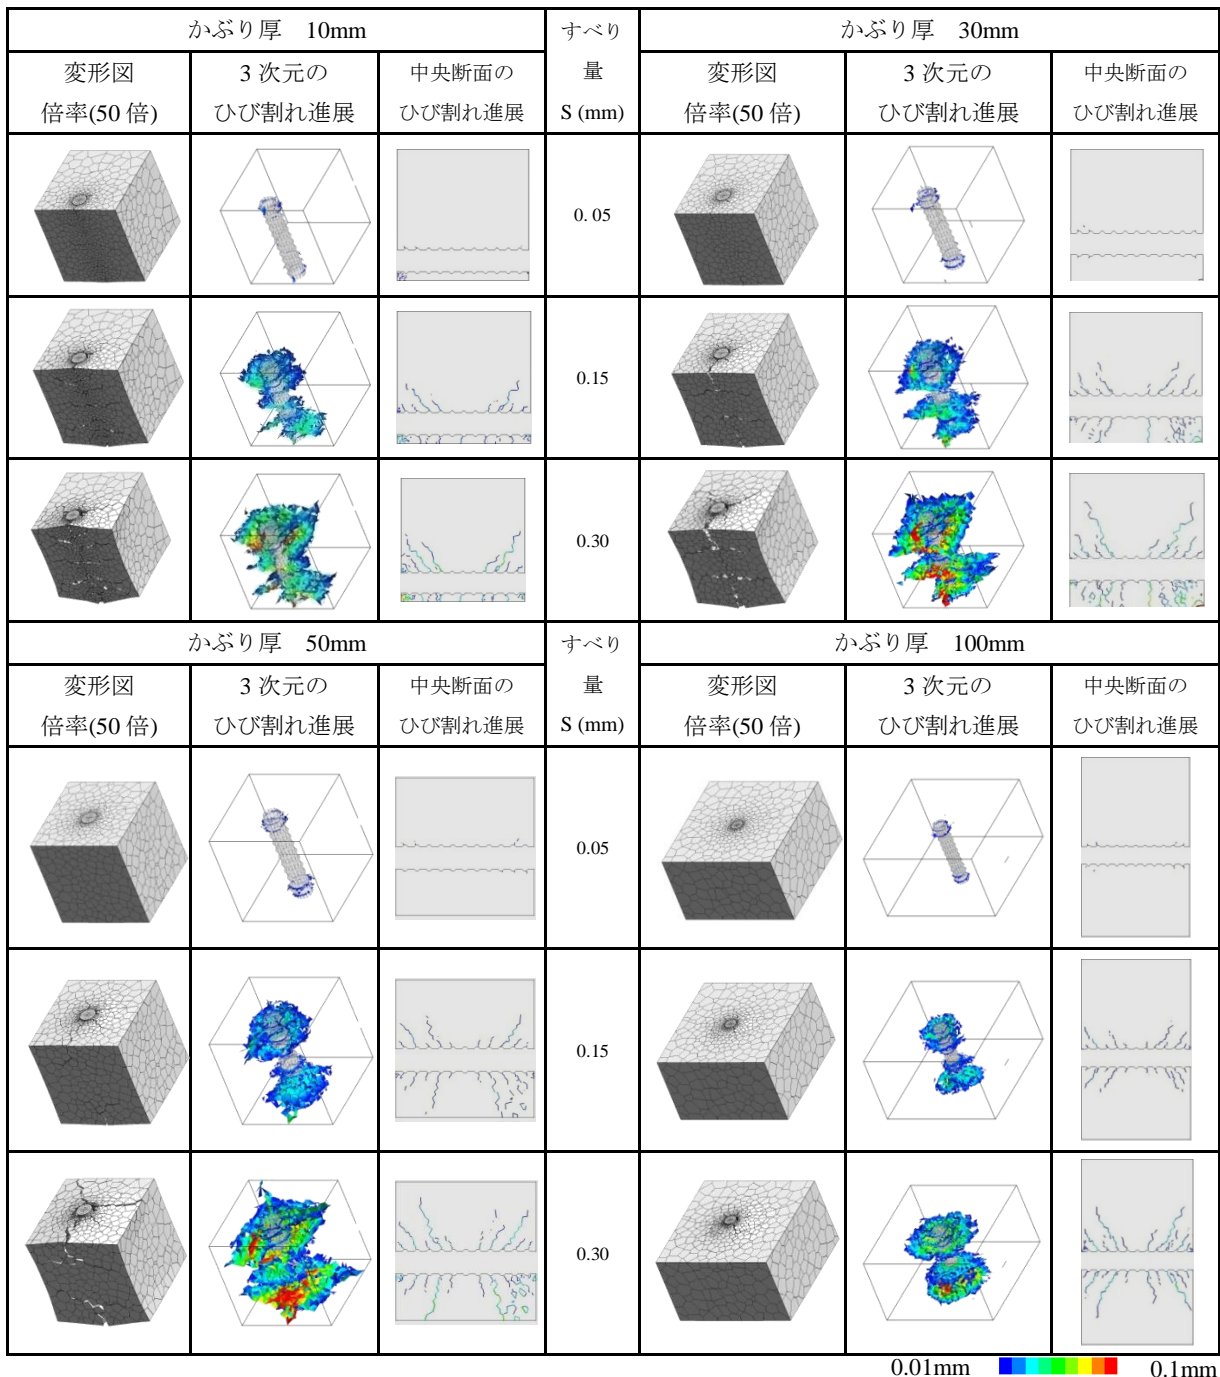 かぶり厚 10mm
すべり
量
S (mm)
かぶり厚 30mm
変形図
倍率(50 倍)
3 次元の
ひび割れ進展
中央断面の
ひび割れ進展
変形図
倍率(50 倍)
3 次元の
ひび割れ進展
中央断面の
ひび割れ進展
0. 05
0.15
0.30
かぶり厚 50mm
すべり
量
S (mm)
かぶり厚 100mm
変形図
倍率(50 倍)
3 次元の
ひび割れ進展
中央断面の
ひび割れ進展
変形図
倍率(50 倍)
3 次元の
ひび割れ進展
中央断面の
ひび割れ進展
0.05
0.15
0.30
0.01mm 0.1mm